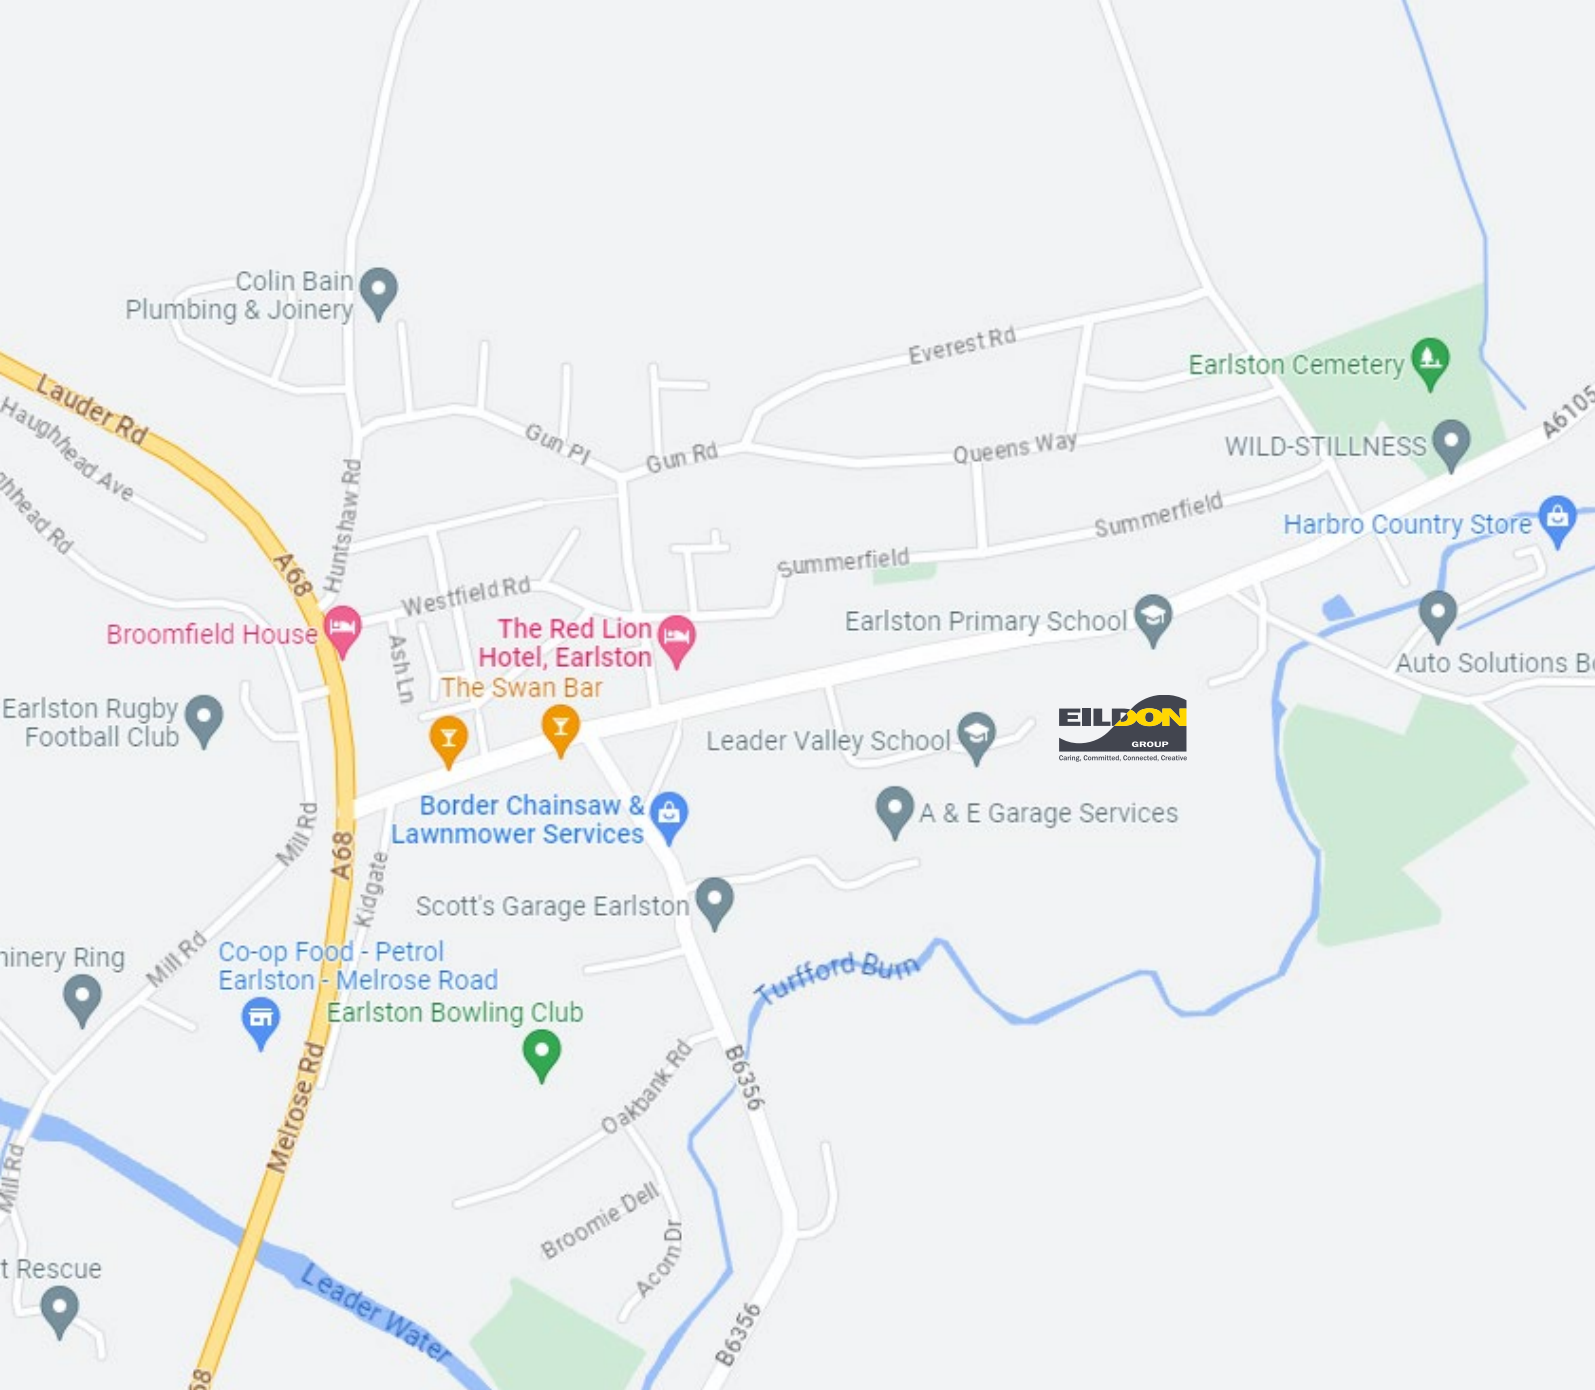 Colin Bain
Plumbing & Joinery
Lauder Rd
Haughhead Ave
Everest Rd
Earlston Cemetery
A6105
Gun Pl
Gun Rd
Queens Way
WILD-STILLNESS
Huntshaw Rd
A68
Summerfield
Summerfield
Harbro Country Store
Westfield Rd
Broomfield House
The Red Lion
Hotel, Earlston
Earlston Primary School
Ash Ln
The Swan Bar
Auto Solutions
Earlston Rugby
Football Club
Leader Valley School
EILDON
GROUP
Caring, Committed, Connected, Creative
Border Chainsaw &
Lawnmower Services
A & E Garage Services
Mill Rd
A68
Kidgate
Scott's Garage Earlston
Mill Rd
Co-op Food - Petrol
Earlston - Melrose Road
Turfford Burn
Earlston Bowling Club
Melrose Rd
Oakbank Rd
B6356
Mill Rd
Broomie Dell
Acorn Dr
t Rescue
Leader Water
B6356
68